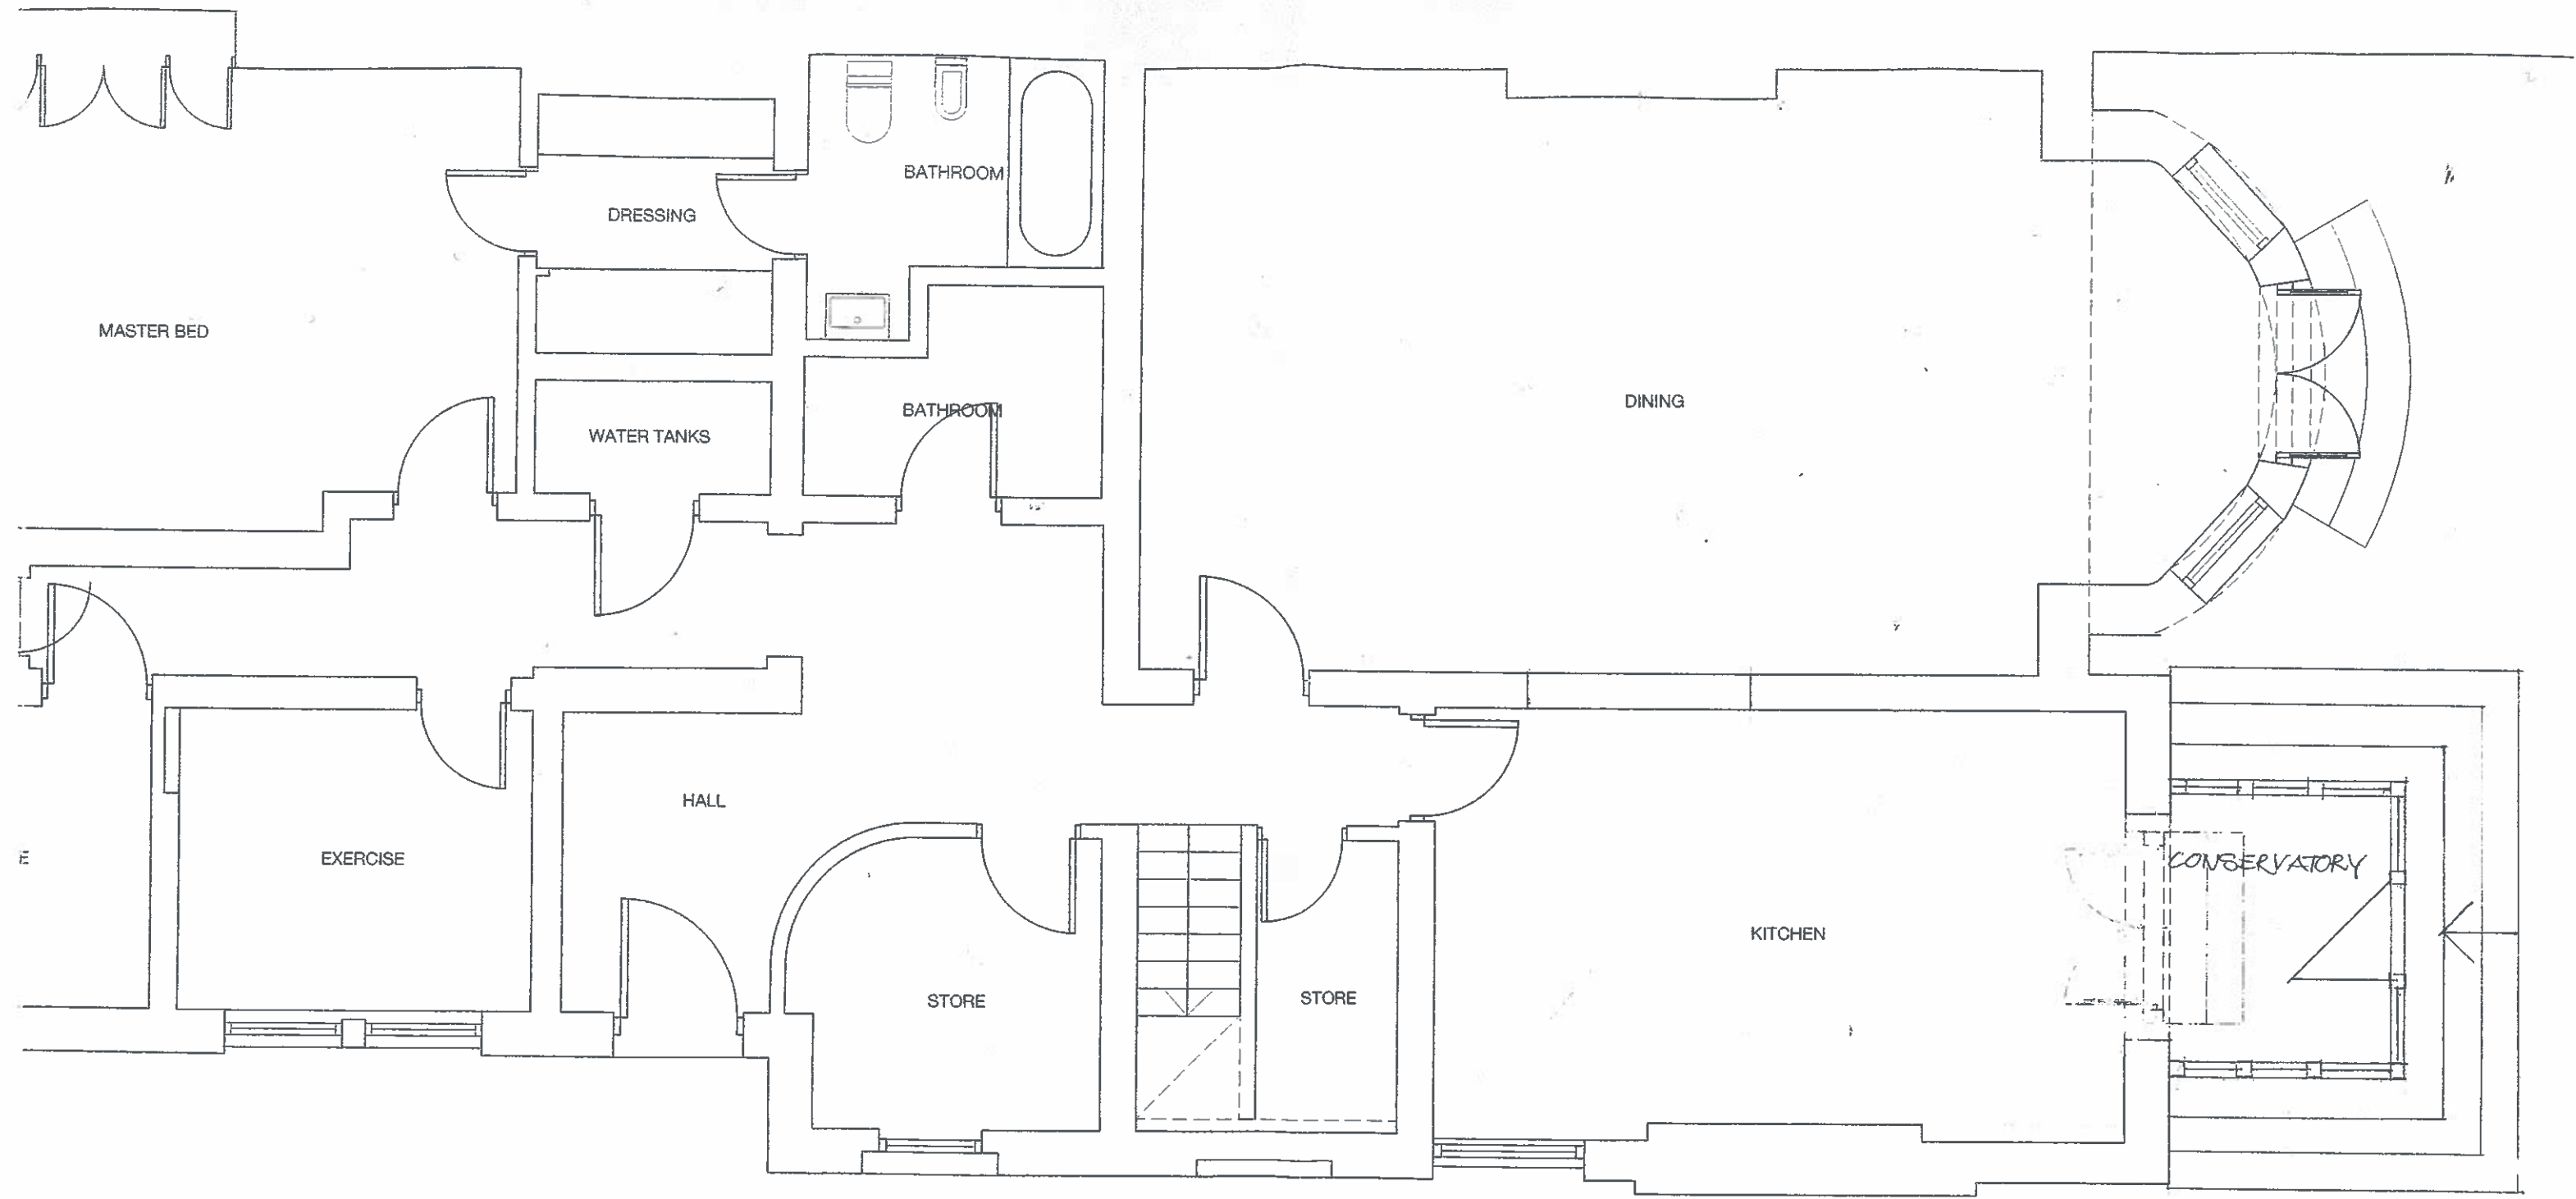 BATHROOM
DRESSING
MASTER BED
DINING
BATHROOM
WATER TANKS
HALL
EXERCISE
E
CONSERVATORY
KITCHEN
STORE
STORE